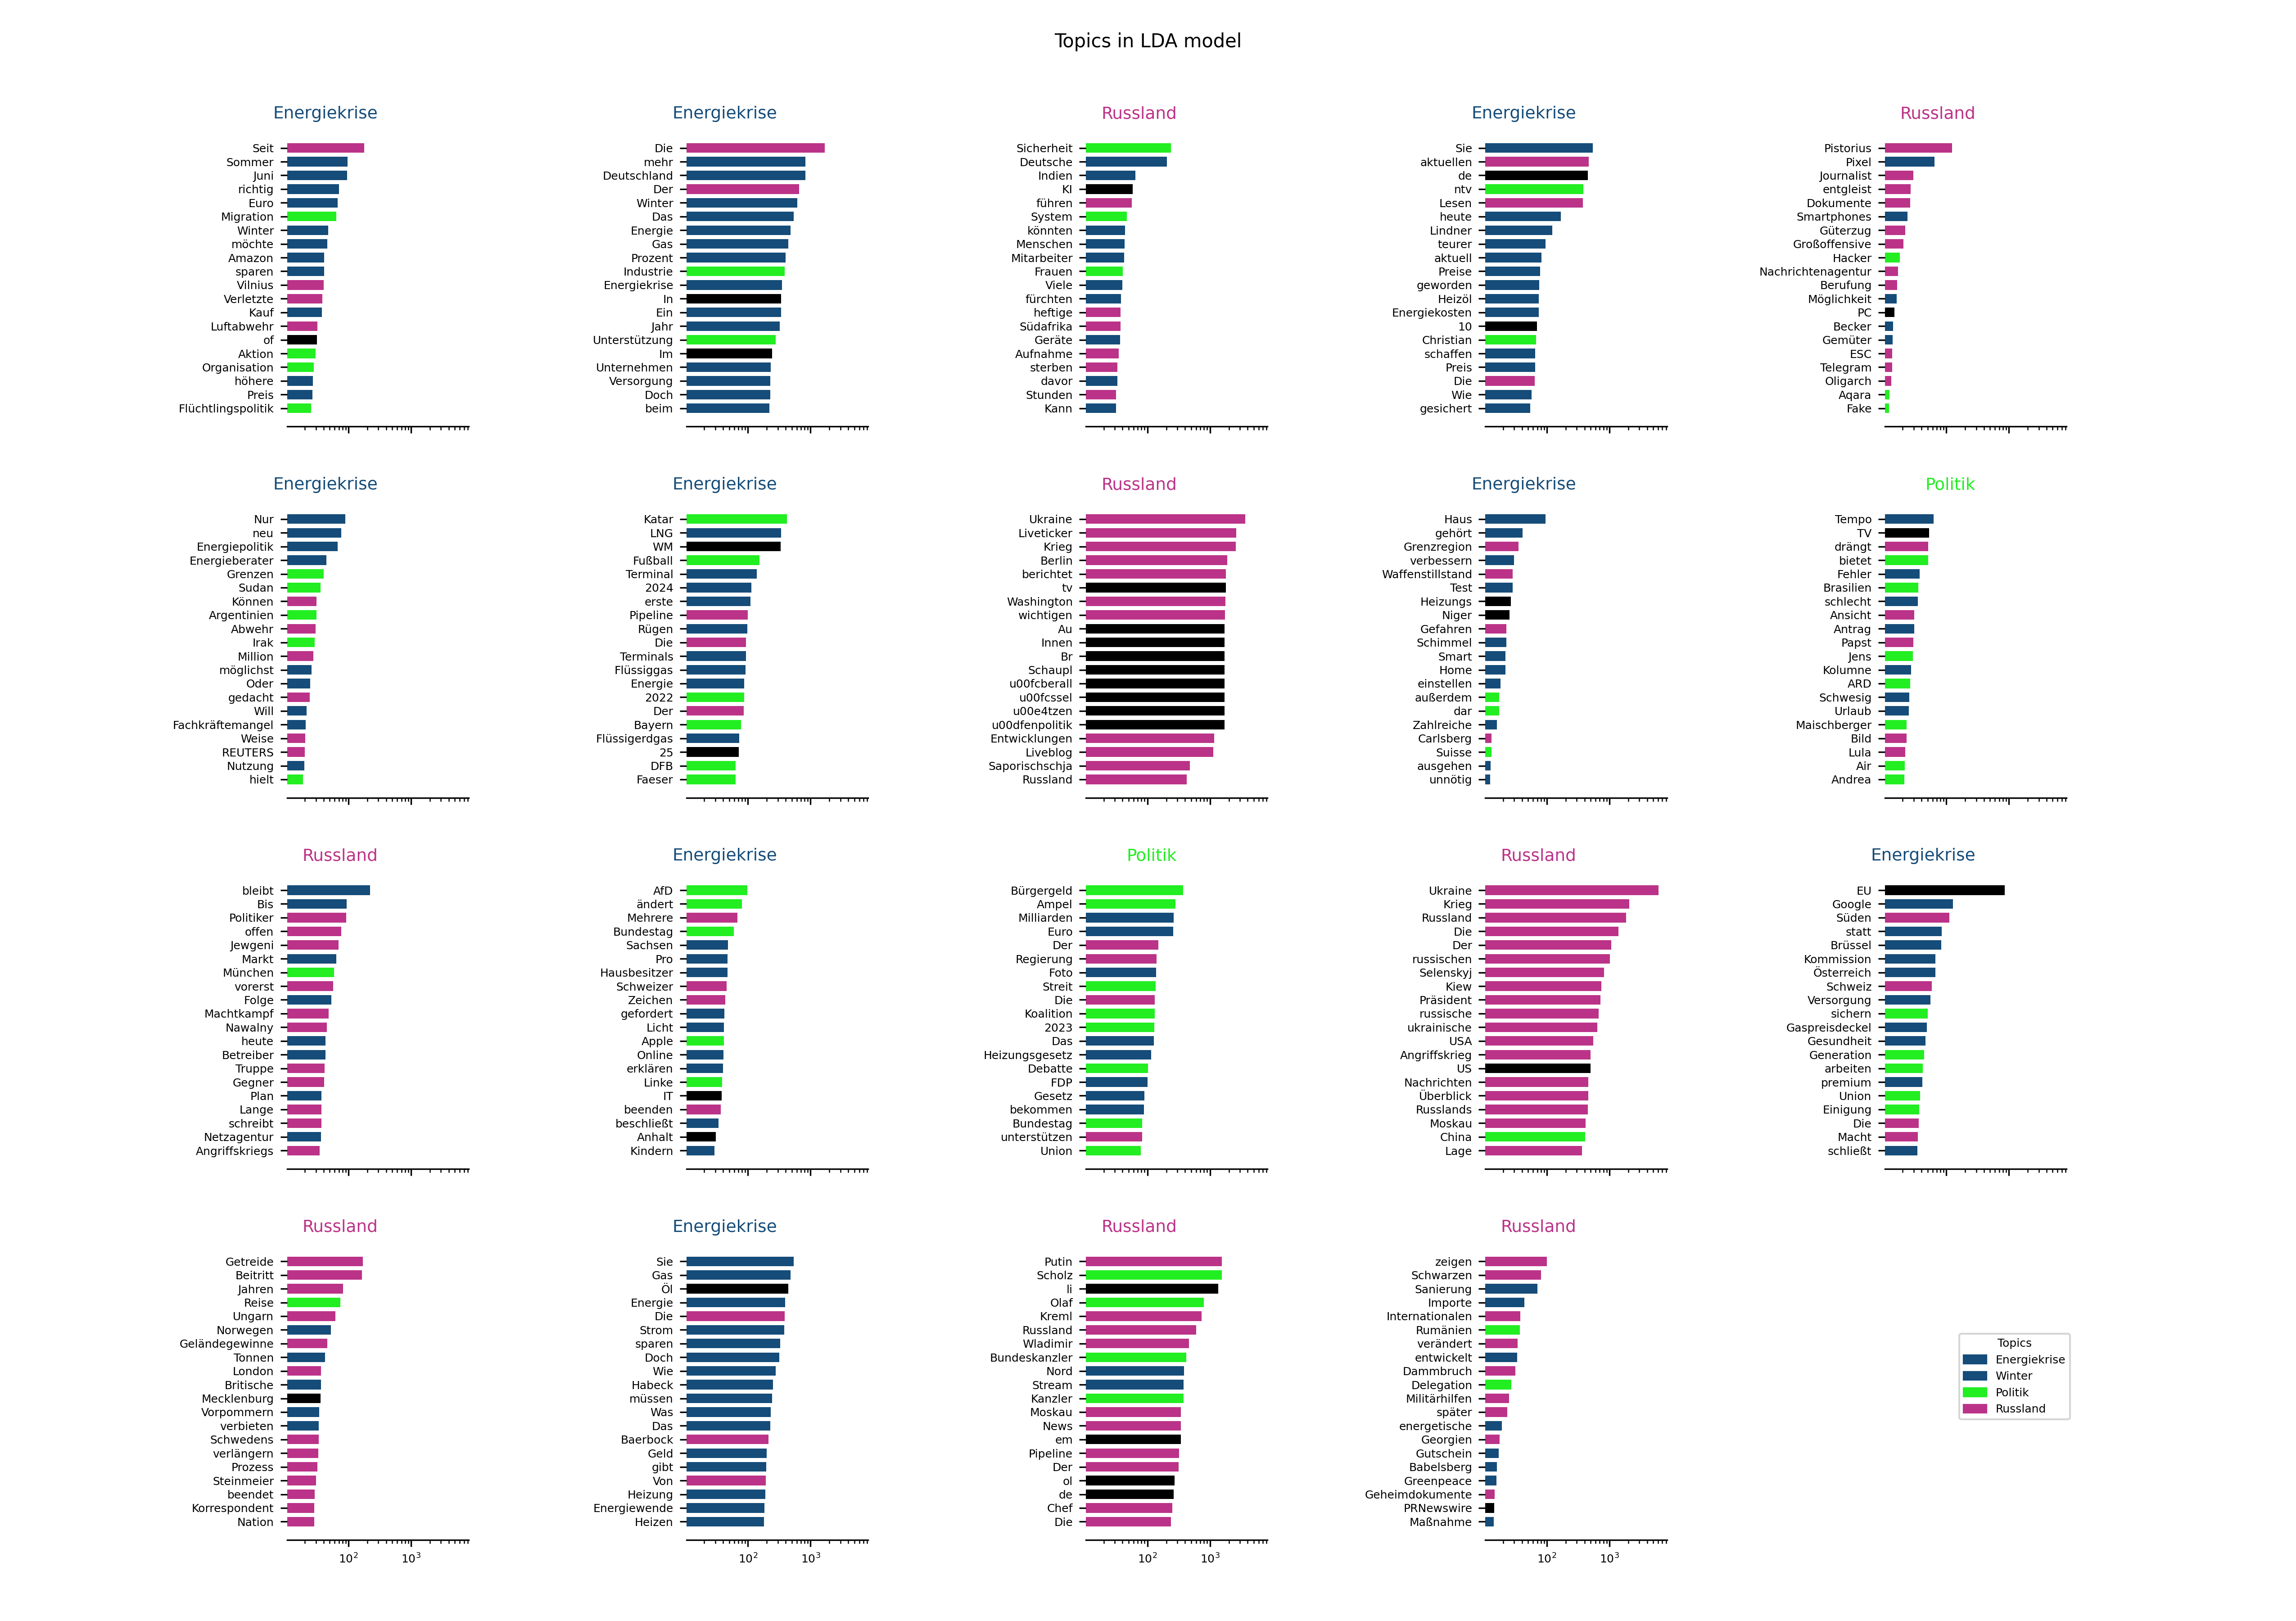 Topics in LDA model
Energiekrise
Seit
Sommer
Juni
richtig
Euro
Migration
Winter
möchte
Amazon
sparen
Vilnius
Verletzte
Kauf
Luftabwehr
of
Aktion
Organisation
höhere
Preis
Flüchtlingspolitik
Energiekrise
Die
mehr
Deutschland
Der
Winter
Das
Energie
Gas
Prozent
Industrie
Energiekrise
In
Ein
Jahr
Unterstützung
Im
Unternehmen
Versorgung
Doch
beim
Russland
Sicherheit
Deutsche
Indien
KI
führen
System
könnten
Menschen
Mitarbeiter
Frauen
Viele
fürchten
heftige
Südafrika
Geräte
Aufnahme
sterben
davor
Stunden
Kann
Energiekrise
Sie
aktuellen
de
ntv
Lesen
heute
Lindner
teurer
aktuell
Preise
geworden
Heizöl
Energiekosten
10
Christian
schaffen
Preis
Die
Wie
gesichert
Russland
Pistorius
Pixel
Journalist
entgleist
Dokumente
Smartphones
Güterzug
Großoffensive
Hacker
Nachrichtenagentur
Berufung
Möglichkeit
PC
Becker
Gemüter
ESC
Telegram
Oligarch
Aqara
Fake
Energiekrise
Nur
neu
Energiepolitik
Energieberater
Grenzen
Sudan
Können
Argentinien
Abwehr
Irak
Million
möglichst
Oder
gedacht
Will
Fachkräftemangel
Weise
REUTERS
Nutzung
hielt
Energiekrise
Katar
LNG
WM
Fußball
Terminal
2024
erste
Pipeline
Rügen
Die
Terminals
Flüssiggas
Energie
2022
Der
Bayern
Flüssigerdgas
25
DFB
Faeser
Russland
Ukraine
Liveticker
Krieg
Berlin
berichtet
tv
Washington
wichtigen
Au
Innen
Br
Schaupl
u00fcberall
u00fcssel
u00e4tzen
u00dfenpolitik
Entwicklungen
Liveblog
Saporischschja
Russland
Energiekrise
Haus
gehört
Grenzregion
verbessern
Waffenstillstand
Test
Heizungs
Niger
Gefahren
Schimmel
Smart
Home
einstellen
außerdem
dar
Zahlreiche
Carlsberg
Suisse
ausgehen
unnötig
Politik
Tempo
TV
drängt
bietet
Fehler
Brasilien
schlecht
Ansicht
Antrag
Papst
Jens
Kolumne
ARD
Schwesig
Urlaub
Maischberger
Bild
Lula
Air
Andrea
Russland
bleibt
Bis
Politiker
offen
Jewgeni
Markt
München
vorerst
Folge
Machtkampf
Nawalny
heute
Betreiber
Truppe
Gegner
Plan
Lange
schreibt
Netzagentur
Angriffskriegs
Energiekrise
AfD
ändert
Mehrere
Bundestag
Sachsen
Pro
Hausbesitzer
Schweizer
Zeichen
gefordert
Licht
Apple
Online
erklären
Linke
IT
beenden
beschließt
Anhalt
Kindern
Politik
Bürgergeld
Ampel
Milliarden
Euro
Der
Regierung
Foto
Streit
Die
Koalition
2023
Das
Heizungsgesetz
Debatte
FDP
Gesetz
bekommen
Bundestag
unterstützen
Union
Russland
Ukraine
Krieg
Russland
Die
Der
russischen
Selenskyj
Kiew
Präsident
russische
ukrainische
USA
Angriffskrieg
US
Nachrichten
Überblick
Russlands
Moskau
China
Lage
Energiekrise
EU
Google
Süden
statt
Brüssel
Kommission
Österreich
Schweiz
Versorgung
sichern
Gaspreisdeckel
Gesundheit
Generation
arbeiten
premium
Union
Einigung
Die
Macht
schließt
Russland
Getreide
Beitritt
Jahren
Reise
Ungarn
Norwegen
Geländegewinne
Tonnen
London
Britische
Mecklenburg
Vorpommern
verbieten
Schwedens
verlängern
Prozess
Steinmeier
beendet
Korrespondent
Nation
10² 10³
Energiekrise
Sie
Gas
Öl
Energie
Die
Strom
sparen
Doch
Wie
Habeck
müssen
Was
Das
Baerbock
Geld
gibt
Von
Heizung
Energiewende
Heizen
10² 10³
Russland
Putin
Scholz
li
Olaf
Kreml
Russland
Wladimir
Bundeskanzler
Nord
Stream
Kanzler
Moskau
News
em
Pipeline
Der
ol
de
Chef
Die
10² 10³
Russland
zeigen
Schwarzen
Sanierung
Importe
Internationalen
Rumänien
verändert
entwickelt
Dammbruch
Delegation
Militärhilfen
später
energetische
Georgien
Gutschein
Babelsberg
Greenpeace
Geheimdokumente
PRNewswire
Maßnahme
10² 10³
Topics
Energiekrise
Winter
Politik
Russland